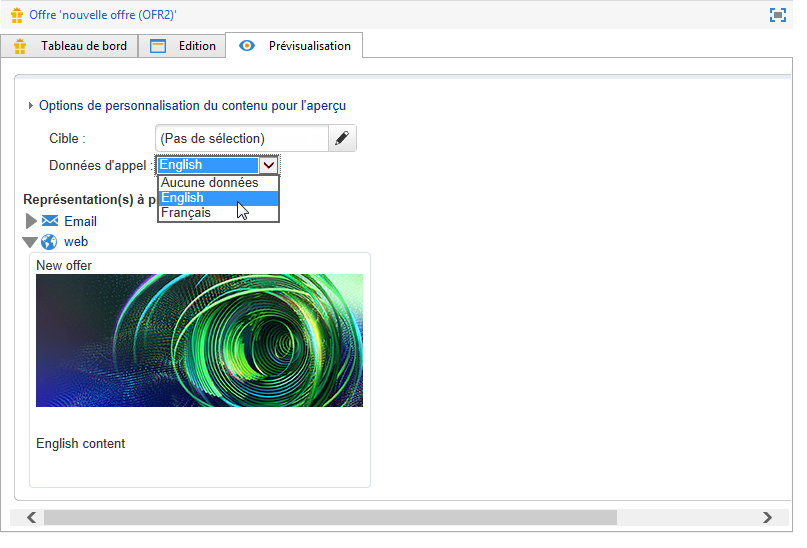 Offre 'nouvelle offre (OFR2)'
Tableau de bord Edition Prévisualisation
Options de personnalisation du contenu pour l'aperçu
Cible : (Pas de sélection)
Données d'appel : English
Aucune données
English
Français
Représentation(s) à p
Email
web
New offer
English content